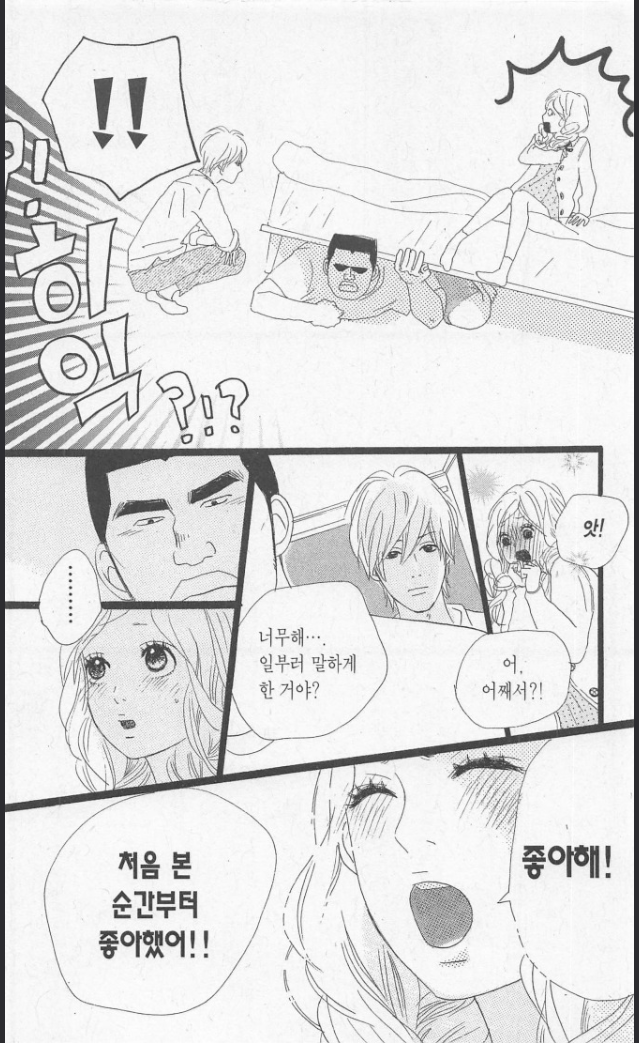 !!
히
익
?!?
앗!
어,
어째서?!
너무해….
일부러 말하게
한 거야?
………
좋아해!
처음 본
순간부터
좋아했어!!